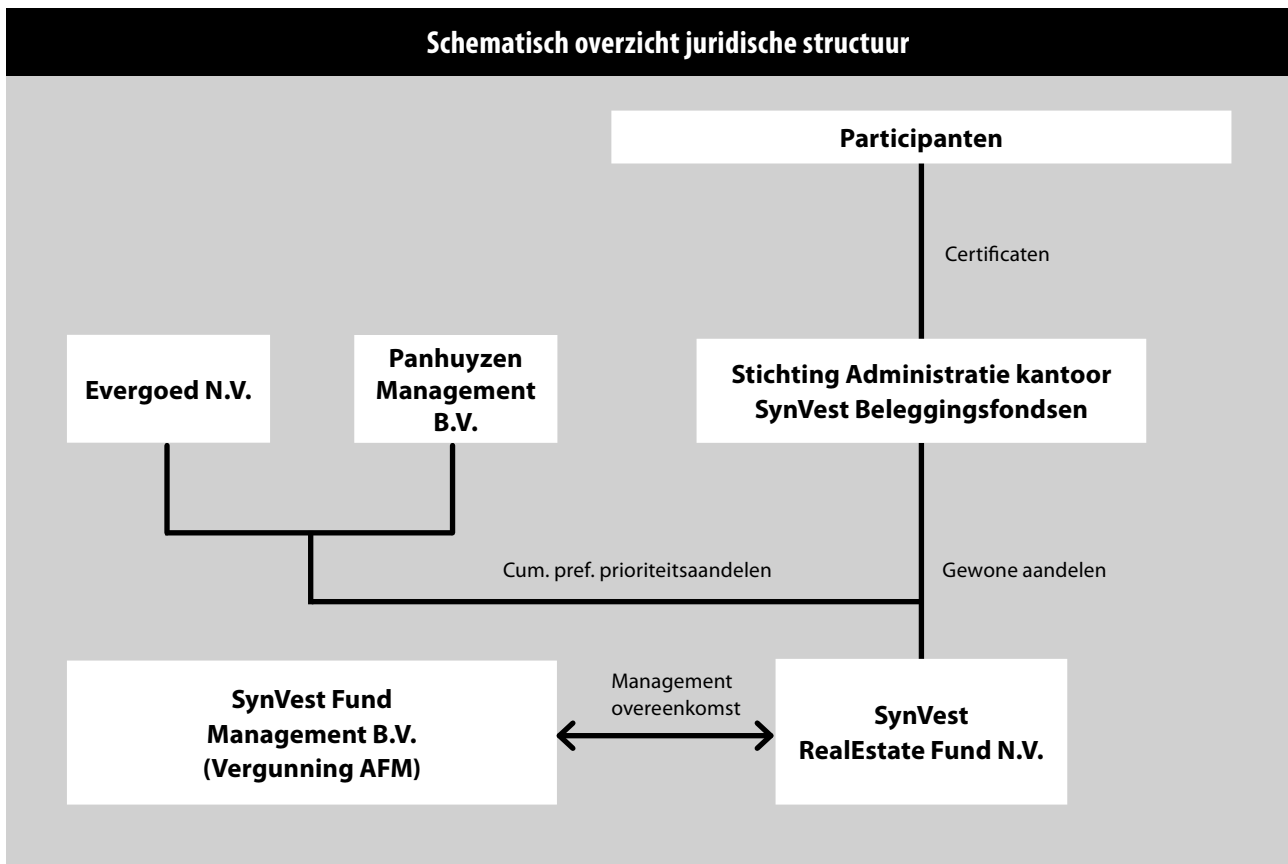 Schematisch overzicht juridische structuur
Participanten
Certificaten
Evergoed N.V.
Panhuyzen
Management
B.V.
Stichting Administratie kantoor
SynVest Beleggingsfondsen
Cum. pref. prioriteitsaandelen
Gewone aandelen
SynVest Fund
Management B.V.
(Vergunning AFM)
Management
overeenkomst
SynVest
RealEstate Fund N.V.